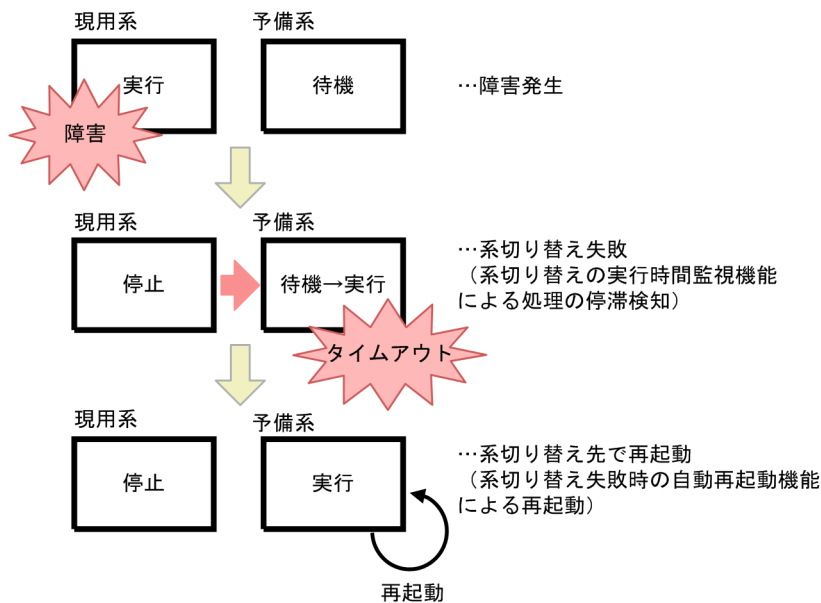 現用系
予備系
実行
待機
…障害発生
障害
現用系
予備系
停止
待機→実行
…系切り替え失敗
（系切り替えの実行時間監視機能
による処理の停滞検知）
タイムアウト
現用系
予備系
停止
実行
…系切り替え先で再起動
（系切り替え失敗時の自動再起動機能
による再起動）
再起動